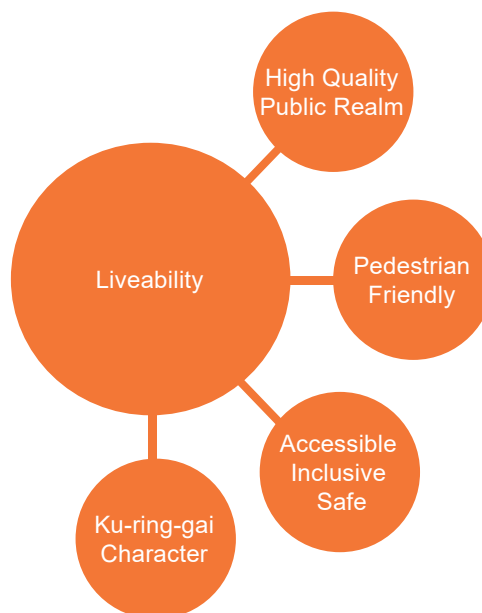 High Quality
Public Realm
Liveability
Pedestrian
Friendly
Accessible
Inclusive
Safe
Ku-ring-gai
Character